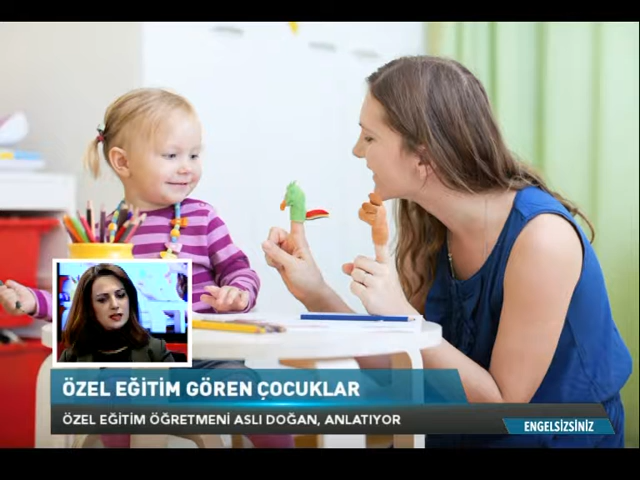 ÖZEL EĞİTİM GÖREN ÇOCUKLAR
ÖZEL EĞİTİM ÖĞRETMENİ ASLI DOĞAN, ANLATIYOR
ENGELSİZSİNİZ